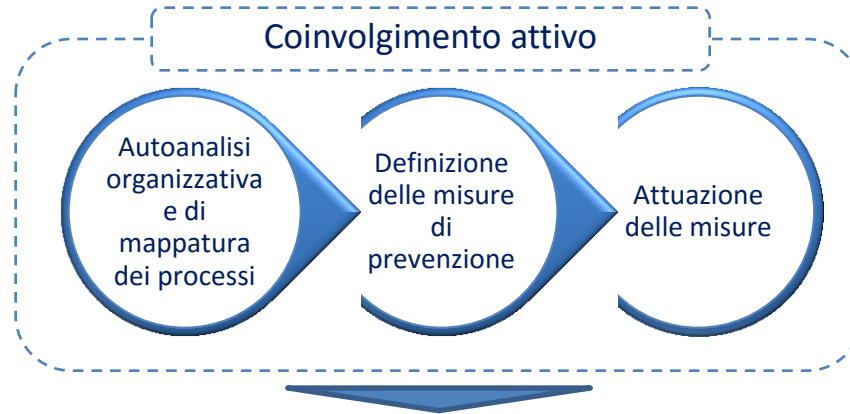 Coinvolgimento attivo
Autoanalisi
organizzativa
e di
mappatura
dei processi
Definizione
delle misure
di
prevenzione
Attuazione
delle misure